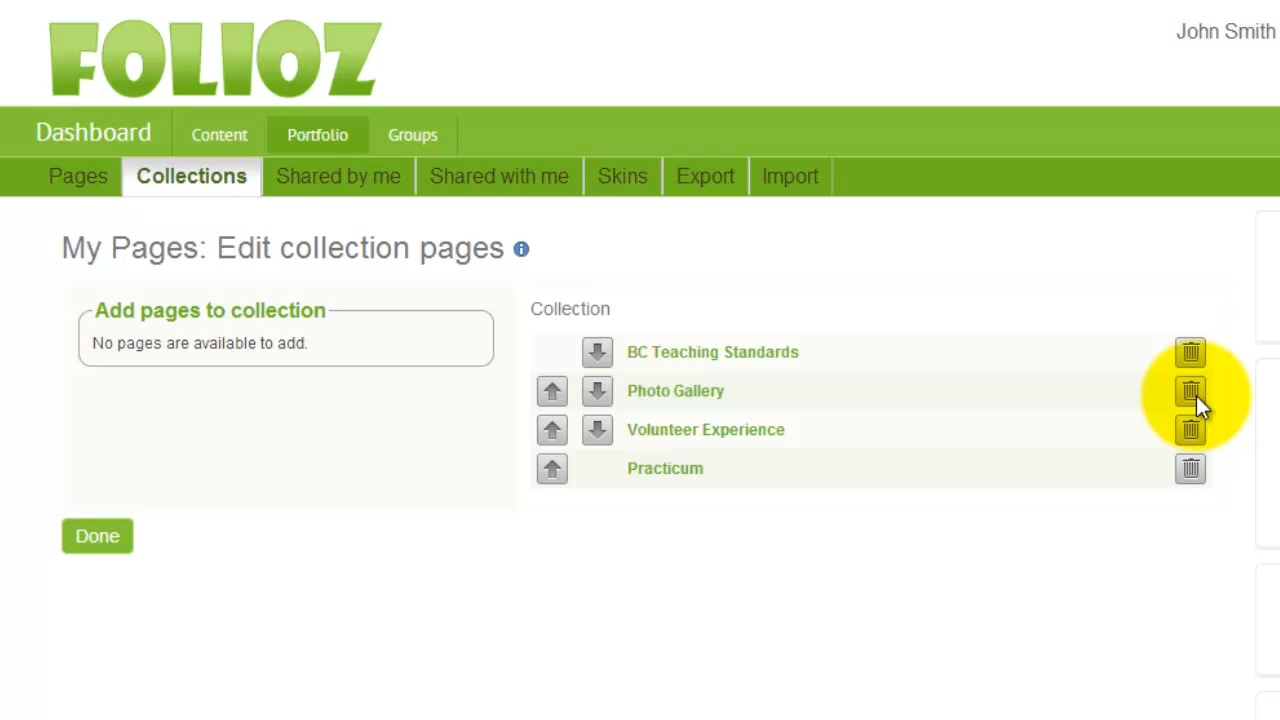 FOLIOZ
John Smith
Dashboard Content Portfolio Groups
Pages Collections Shared by me Shared with me Skins Export Import
My Pages: Edit collection pages i
Add pages to collection
No pages are available to add.
Collection
BC Teaching Standards
Photo Gallery
Volunteer Experience
Practicum
Done